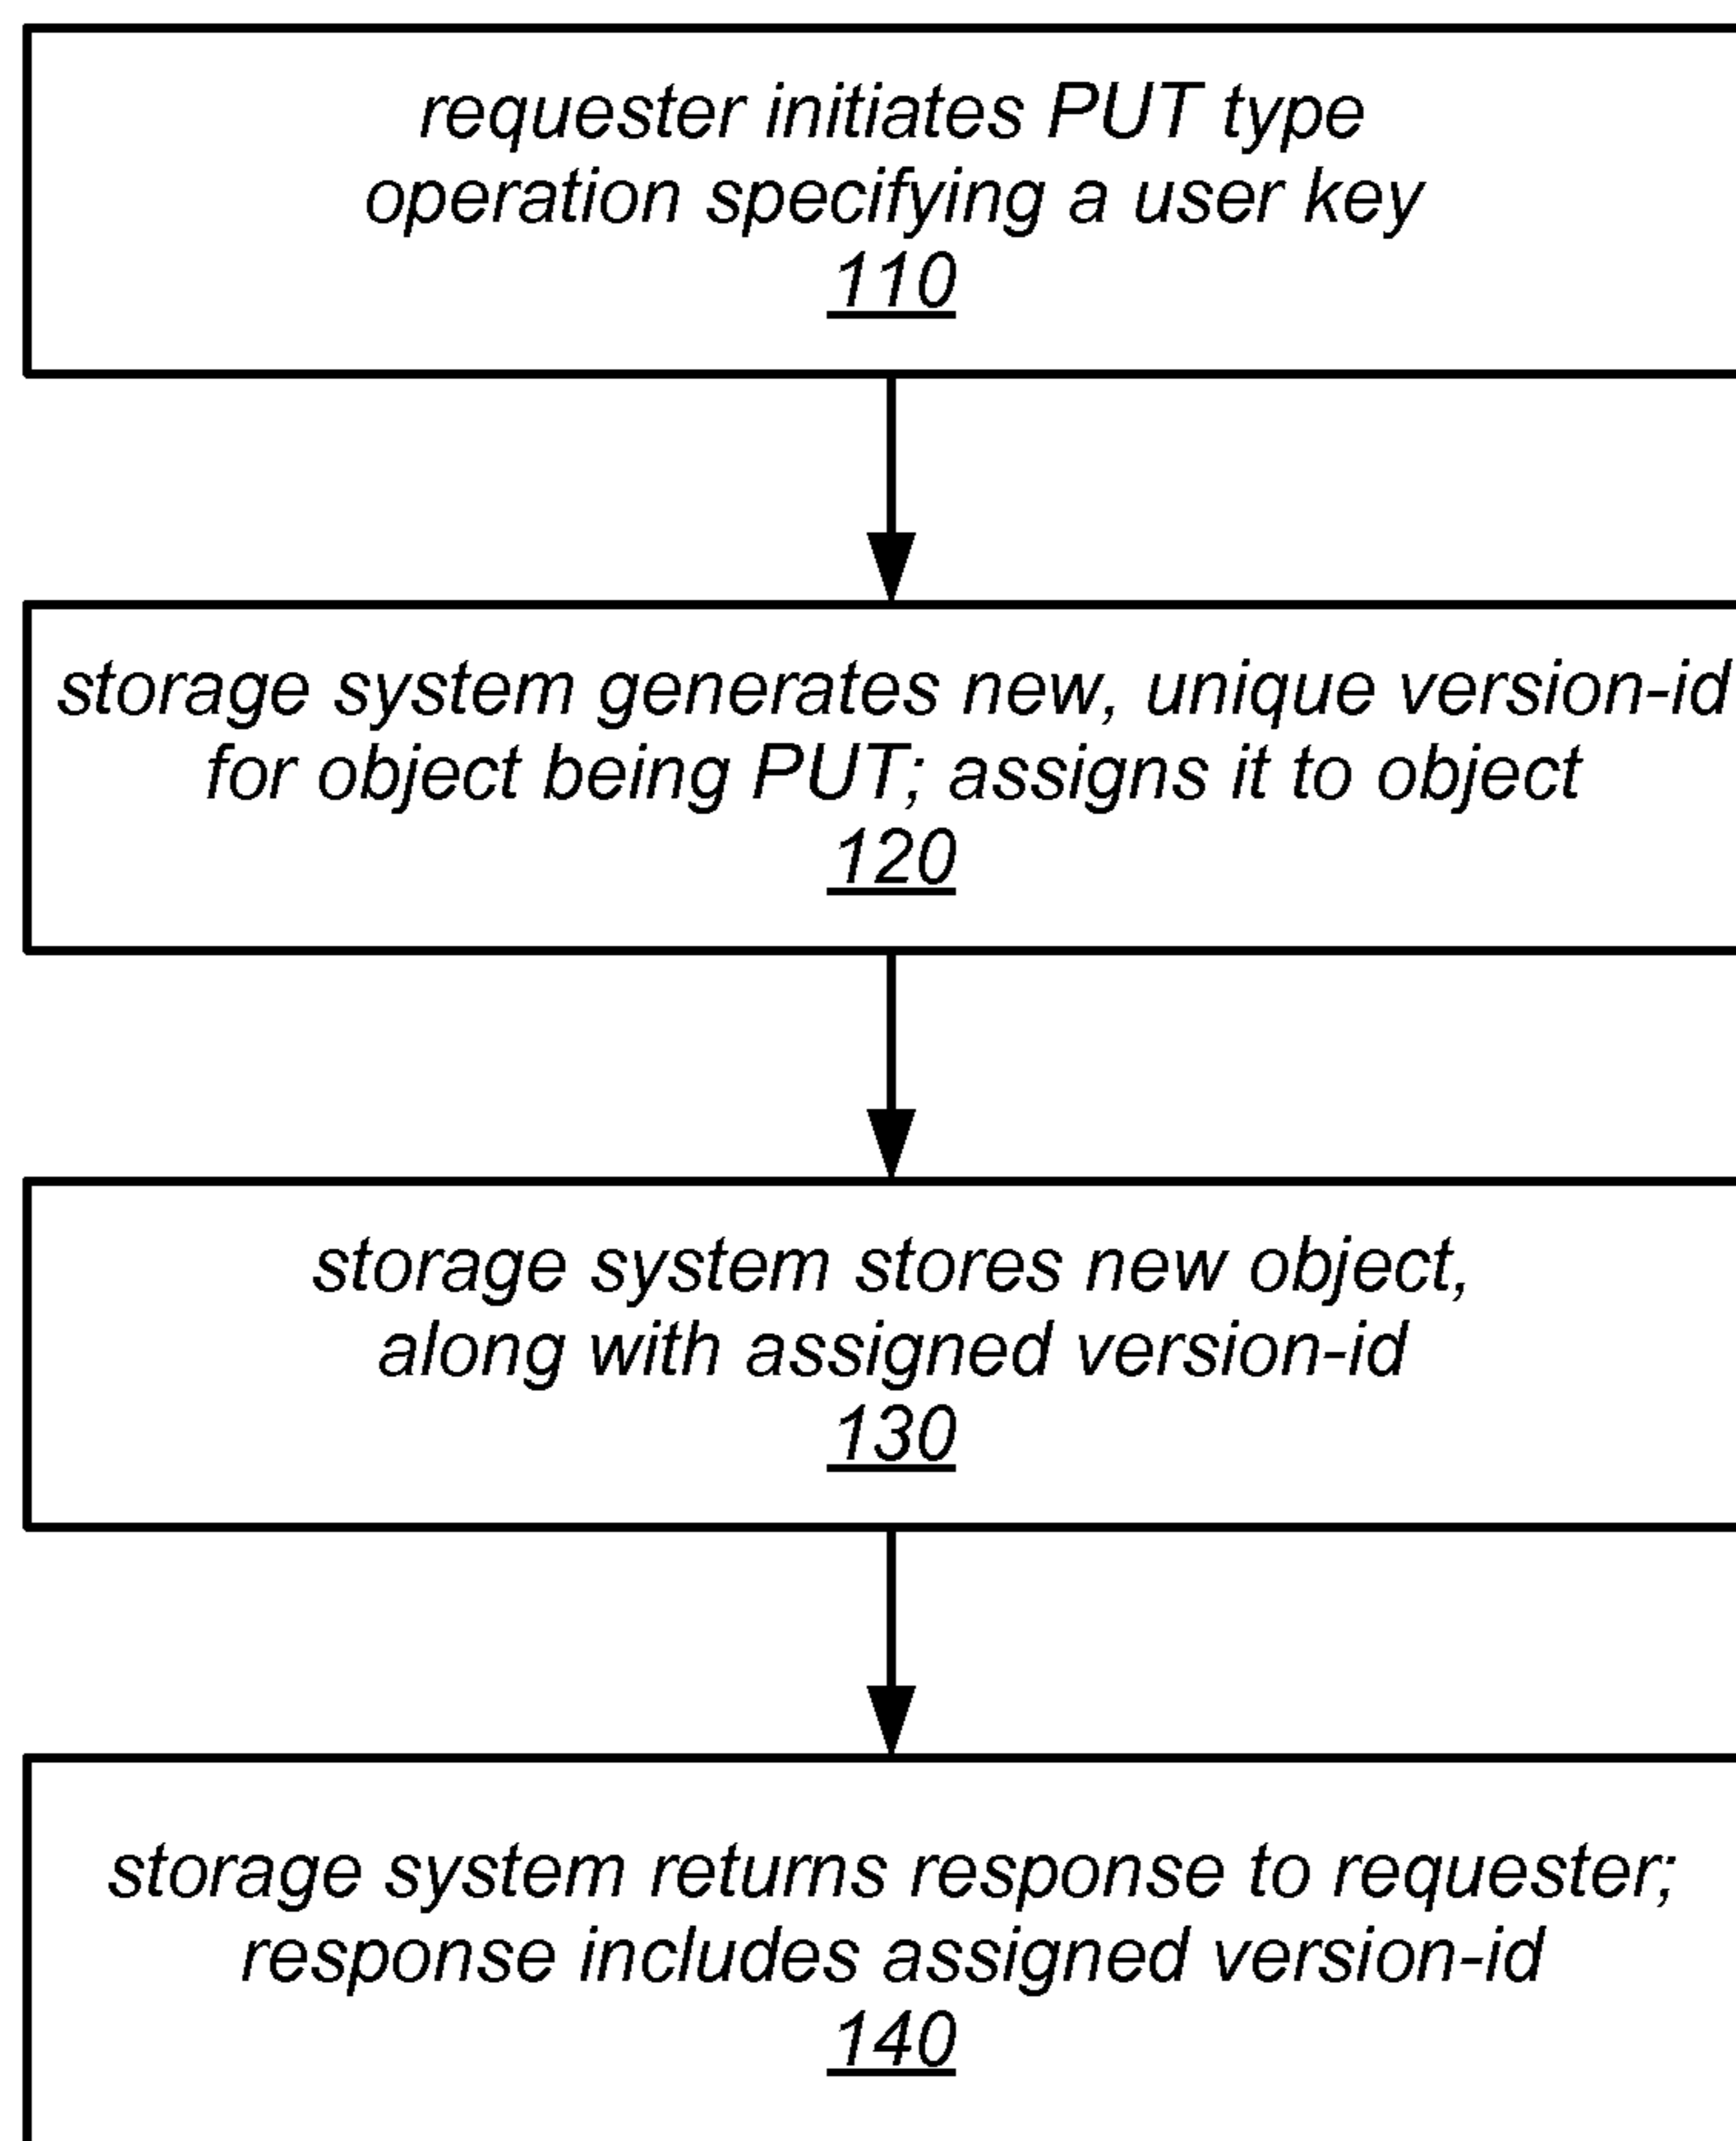 requester initiates PUT type
operation specifying a user key
110
storage system generates new, unique version-id
for object being PUT; assigns it to object
120
storage system stores new object,
along with assigned version-id
130
storage system returns response to requester;
response includes assigned version-id
140